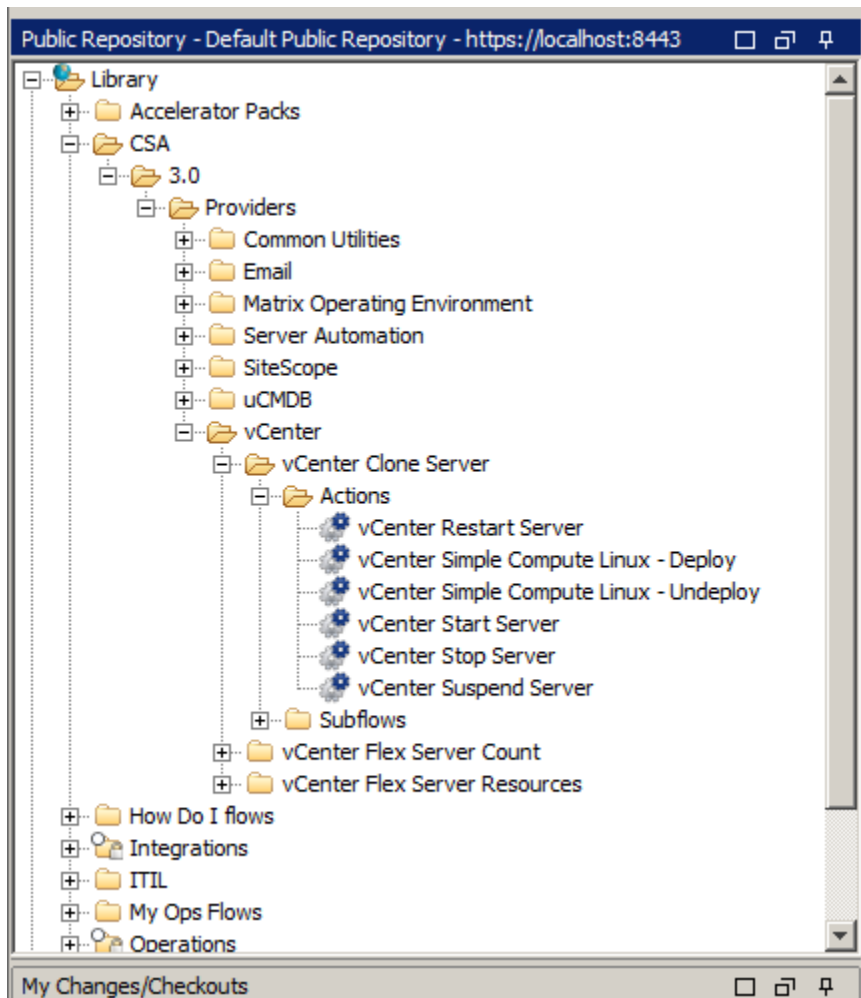 Public Repository - Default Public Repository - https://localhost:8443
Library
Accelerator Packs
CSA
3.0
Providers
Common Utilities
Email
Matrix Operating Environment
Server Automation
SiteScope
uCMDB
vCenter
vCenter Clone Server
Actions
vCenter Restart Server
vCenter Simple Compute Linux - Deploy
vCenter Simple Compute Linux - Undeploy
vCenter Start Server
vCenter Stop Server
vCenter Suspend Server
Subflows
vCenter Flex Server Count
vCenter Flex Server Resources
How Do I flows
Integrations
ITIL
My Ops Flows
Operations
My Changes/Checkouts